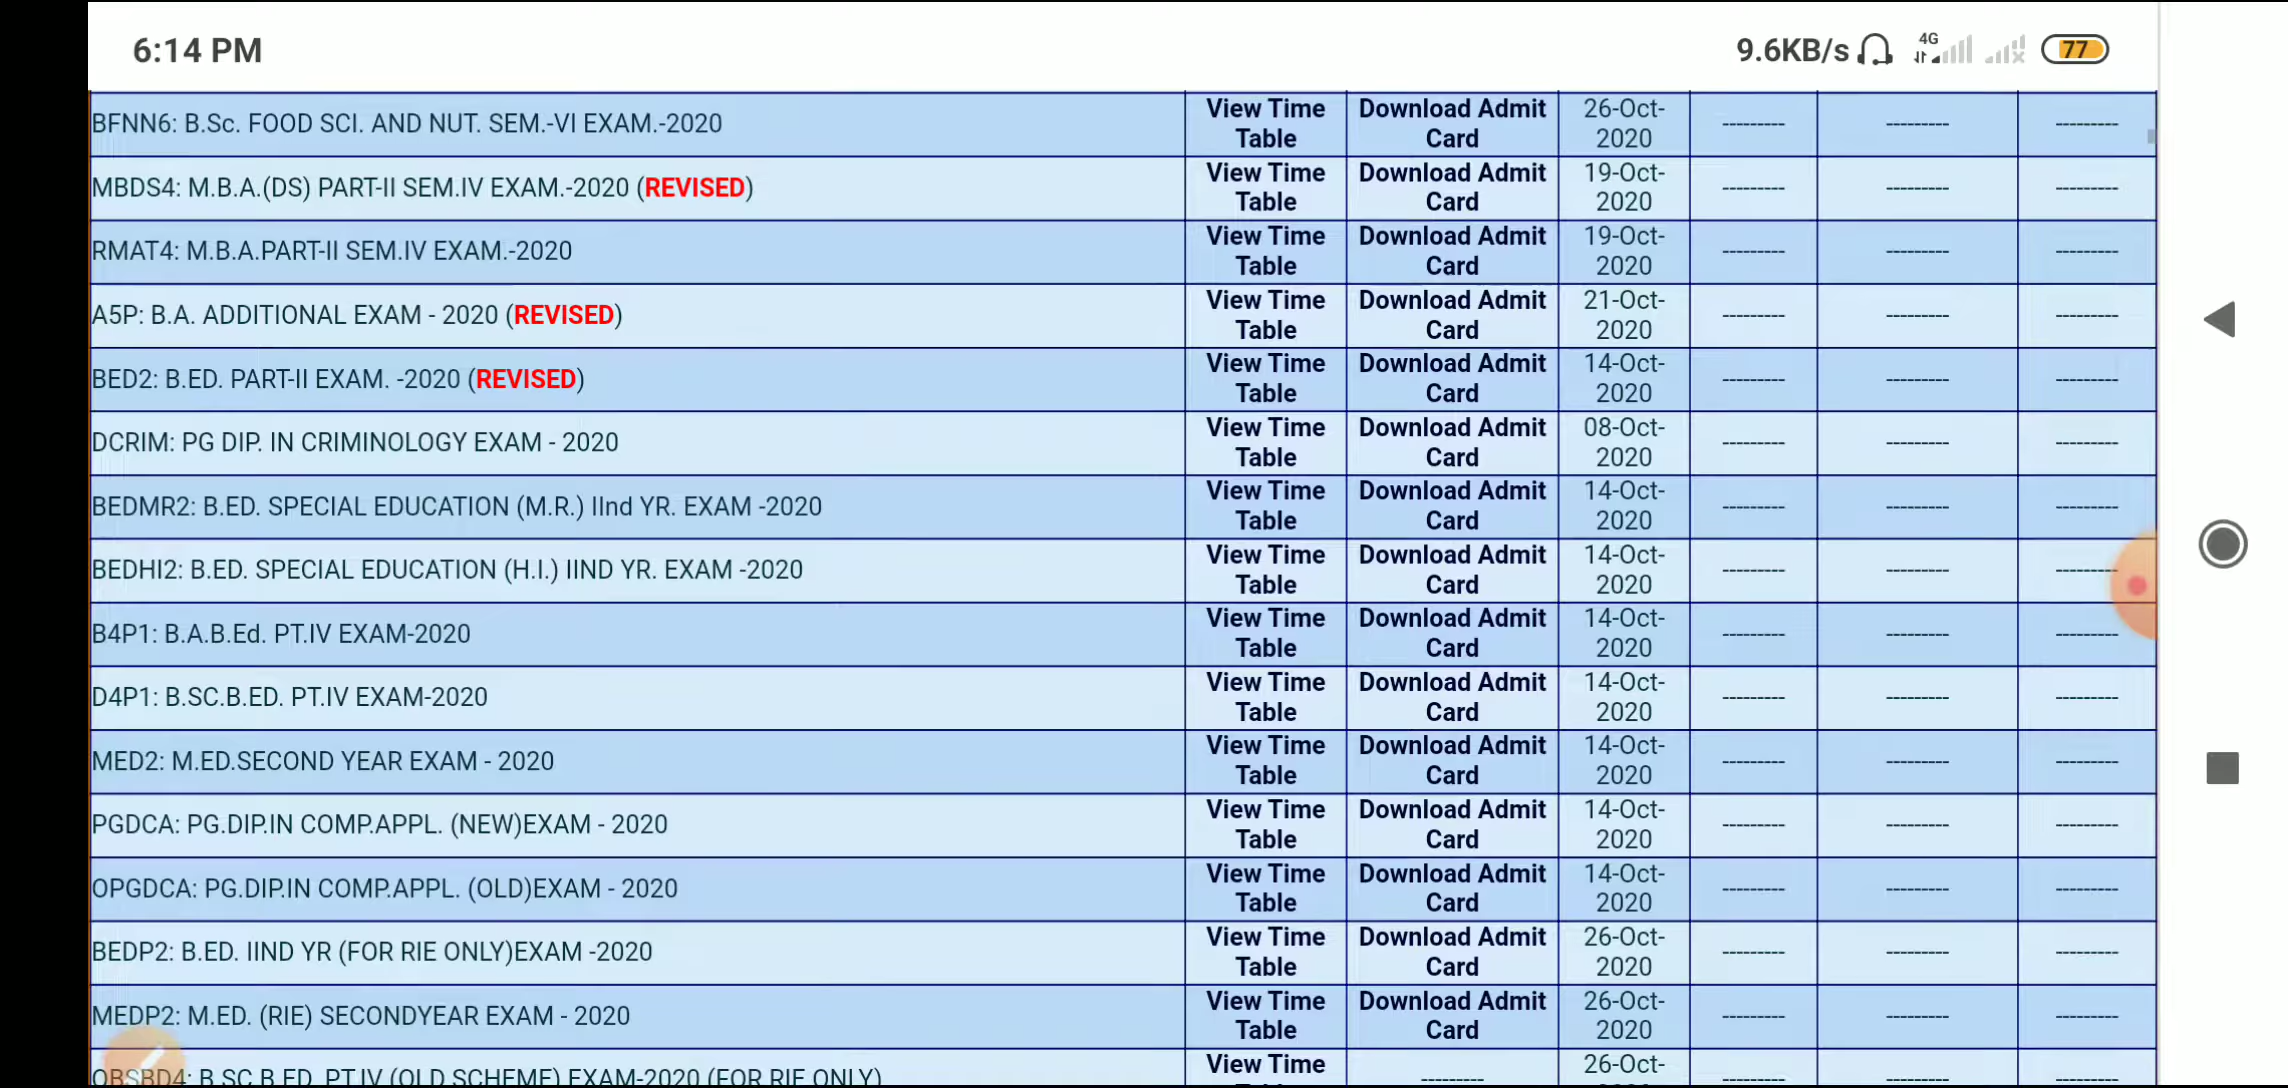 6:14 PM 9.6KB/s 4G 77
BFNN6: B.Sc. FOOD SCI. AND NUT. SEM.-VI EXAM.-2020 View Time Table Download Admit Card 26-Oct-2020 --------- --------- ---------
MBDS4: M.B.A.(DS) PART-II SEM.IV EXAM.-2020 (REVISED) View Time Table Download Admit Card 19-Oct-2020 --------- --------- ---------
RMAT4: M.B.A.PART-II SEM.IV EXAM.-2020 View Time Table Download Admit Card 19-Oct-2020 --------- --------- ---------
A5P: B.A. ADDITIONAL EXAM - 2020 (REVISED) View Time Table Download Admit Card 21-Oct-2020 --------- --------- ---------
BED2: B.ED. PART-II EXAM. -2020 (REVISED) View Time Table Download Admit Card 14-Oct-2020 --------- --------- ---------
DCRIM: PG DIP. IN CRIMINOLOGY EXAM - 2020 View Time Table Download Admit Card 08-Oct-2020 --------- --------- ---------
BEDMR2: B.ED. SPECIAL EDUCATION (M.R.) IInd YR. EXAM -2020 View Time Table Download Admit Card 14-Oct-2020 --------- --------- ---------
BEDHI2: B.ED. SPECIAL EDUCATION (H.I.) IIND YR. EXAM -2020 View Time Table Download Admit Card 14-Oct-2020 --------- --------- ---------
B4P1: B.A.B.Ed. PT.IV EXAM-2020 View Time Table Download Admit Card 14-Oct-2020 --------- --------- ---------
D4P1: B.SC.B.ED. PT.IV EXAM-2020 View Time Table Download Admit Card 14-Oct-2020 --------- --------- ---------
MED2: M.ED.SECOND YEAR EXAM - 2020 View Time Table Download Admit Card 14-Oct-2020 --------- --------- ---------
PGDCA: PG.DIP.IN COMP.APPL. (NEW)EXAM - 2020 View Time Table Download Admit Card 14-Oct-2020 --------- --------- ---------
OPGDCA: PG.DIP.IN COMP.APPL. (OLD)EXAM - 2020 View Time Table Download Admit Card 14-Oct-2020 --------- --------- ---------
BEDP2: B.ED. IIND YR (FOR RIE ONLY)EXAM -2020 View Time Table Download Admit Card 26-Oct-2020 --------- --------- ---------
MEDP2: M.ED. (RIE) SECONDYEAR EXAM - 2020 View Time Table Download Admit Card 26-Oct-2020 --------- --------- ---------
OBSBD4: B.SC.B.ED. PT.IV (OLD SCHEME) EXAM-2020 (FOR RIE ONLY) View Time --------- 26-Oct- --------- --------- ---------